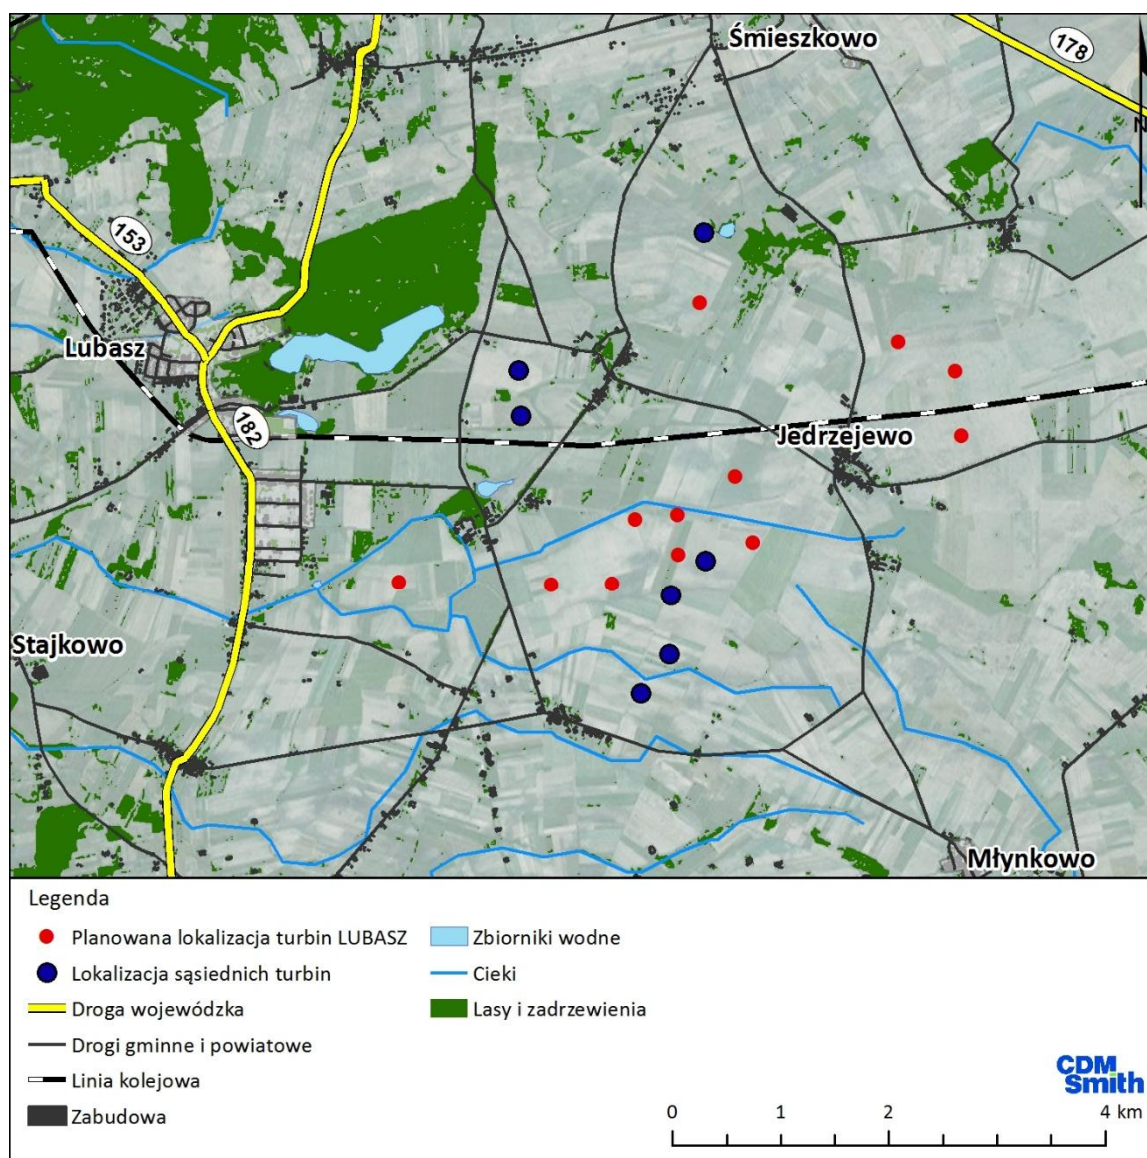 Śmieszkowo
178
153
Lubasz
182
Jedrzejewo
Stajkowo
Młynkowo
Legenda
Planowana lokalizacja turbin LUBASZ
Lokalizacja sąsiednich turbin
Droga wojewódzka
Drogi gminne i powiatowe
Linia kolejowa
Zabudowa
Zbiorniki wodne
Cieki
Lasy i zadrzewienia
CDM
Smith
0 1 2 4 km